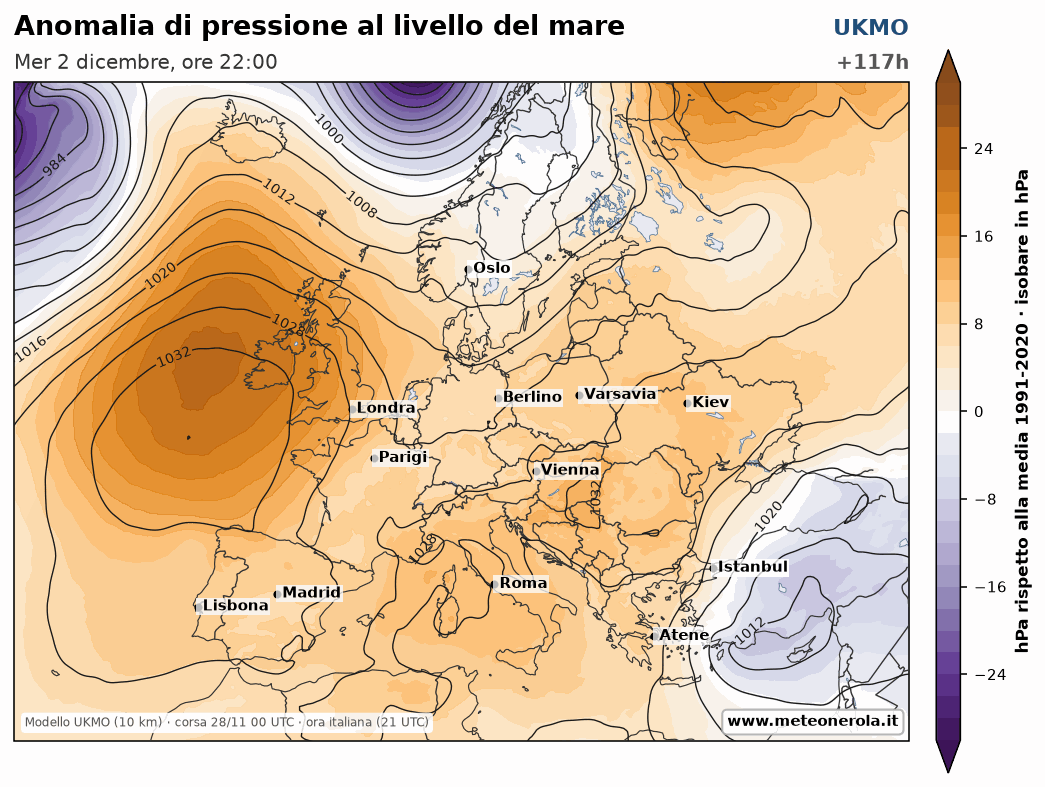 Anomalia di pressione al livello del mare
UKMO
Mer 2 dicembre, ore 22:00
+117h
984
1000
1012
1008
1020
1028
1016
1032
Oslo
Londra
Berlino
Varsavia
Kiev
Parigi
Vienna
1032
1020
1028
Istanbul
Roma
Madrid
Lisbona
Atene
1012
Modello UKMO (10 km) · corsa 28/11 00 UTC · ora italiana (21 UTC)
www.meteonerola.it
24
16
8
0
−8
−16
−24
hPa rispetto alla media 1991-2020 · isobare in hPa